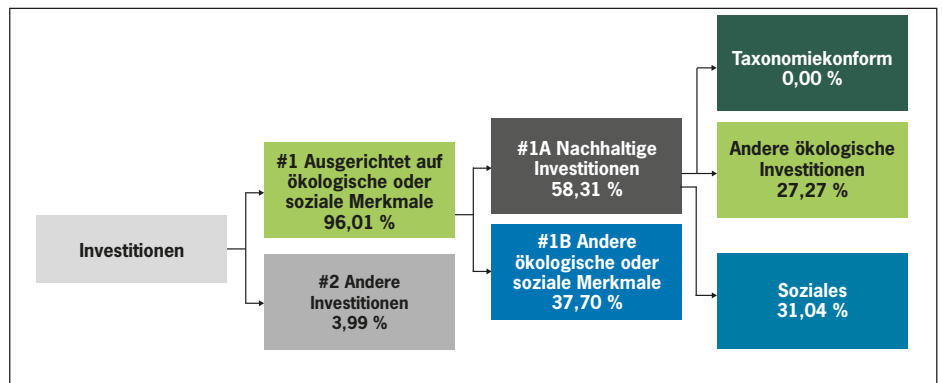 Investitionen
#1 Ausgerichtet auf
ökologische oder
soziale Merkmale
96,01 %
#2 Andere
Investitionen
3,99 %
#1A Nachhaltige
Investitionen
58,31 %
#1B Andere
ökologische oder
soziale Merkmale
37,70 %
Taxonomiekonform
0,00 %
Andere ökologische
Investitionen
27,27 %
Soziales
31,04 %